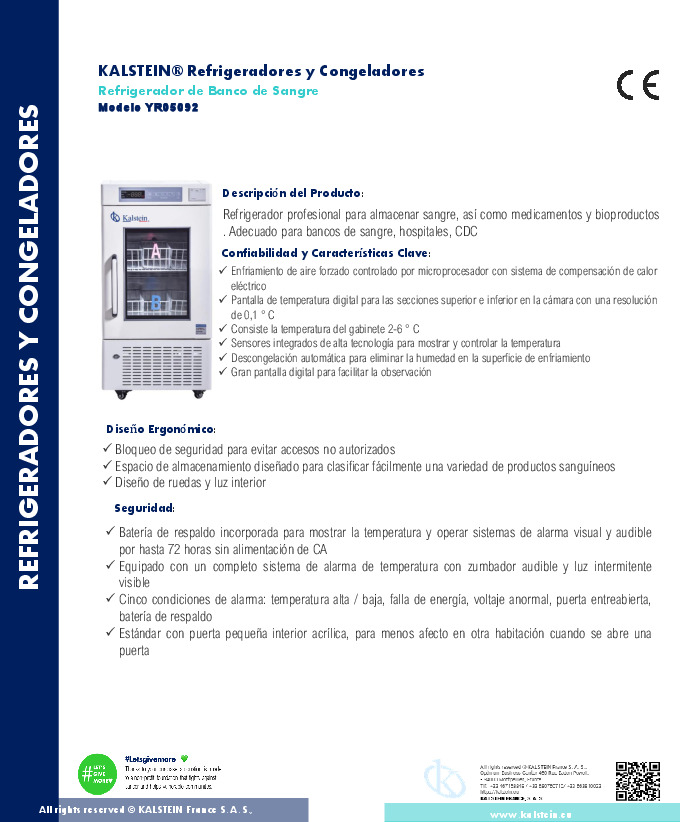 KALSTEIN® Refrigeradores y Congeladores
Refrigerador de Banco de Sangre
Modelo YR05092
CE
REFRIGERADORES Y CONGELADORES
Kalstein
A
B
Descripción del Producto:
Refrigerador profesional para almacenar sangre, así como medicamentos y bioproductos
. Adecuado para bancos de sangre, hospitales, CDC
Confiabilidad y Características Clave:
✓ Enfriamiento de aire forzado controlado por microprocesador con sistema de compensación de calor
eléctrico
✓ Pantalla de temperatura digital para las secciones superior e inferior en la cámara con una resolución
de 0,1 ° C
✓ Consiste la temperatura del gabinete 2-6 ° C
✓ Sensores integrados de alta tecnología para mostrar y controlar la temperatura
✓ Descongelación automática para eliminar la humedad en la superficie de enfriamiento
✓ Gran pantalla digital para facilitar la observación
Diseño Ergonómico:
✓ Bloqueo de seguridad para evitar accesos no autorizados
✓ Espacio de almacenamiento diseñado para clasificar fácilmente una variedad de productos sanguíneos
✓ Diseño de ruedas y luz interior
Seguridad:
✓ Batería de respaldo incorporada para mostrar la temperatura y operar sistemas de alarma visual y audible
por hasta 72 horas sin alimentación de CA
✓ Equipado con un completo sistema de alarma de temperatura con zumbador audible y luz intermitente
visible
✓ Cinco condiciones de alarma: temperatura alta / baja, falla de energía, voltaje anormal, puerta entreabierta,
batería de respaldo
✓ Estándar con puerta pequeña interior acrílica, para menos afecto en otra habitación cuando se abre una
puerta
# LET'S
GIVE
MORE
#Letsgivemore
All rights reserved © KALSTEIN France S. A. S.,
KALSTEIN FRANCE, S. A. S
All rights reserved © KALSTEIN France S. A. S.,
www.kalstein.eu